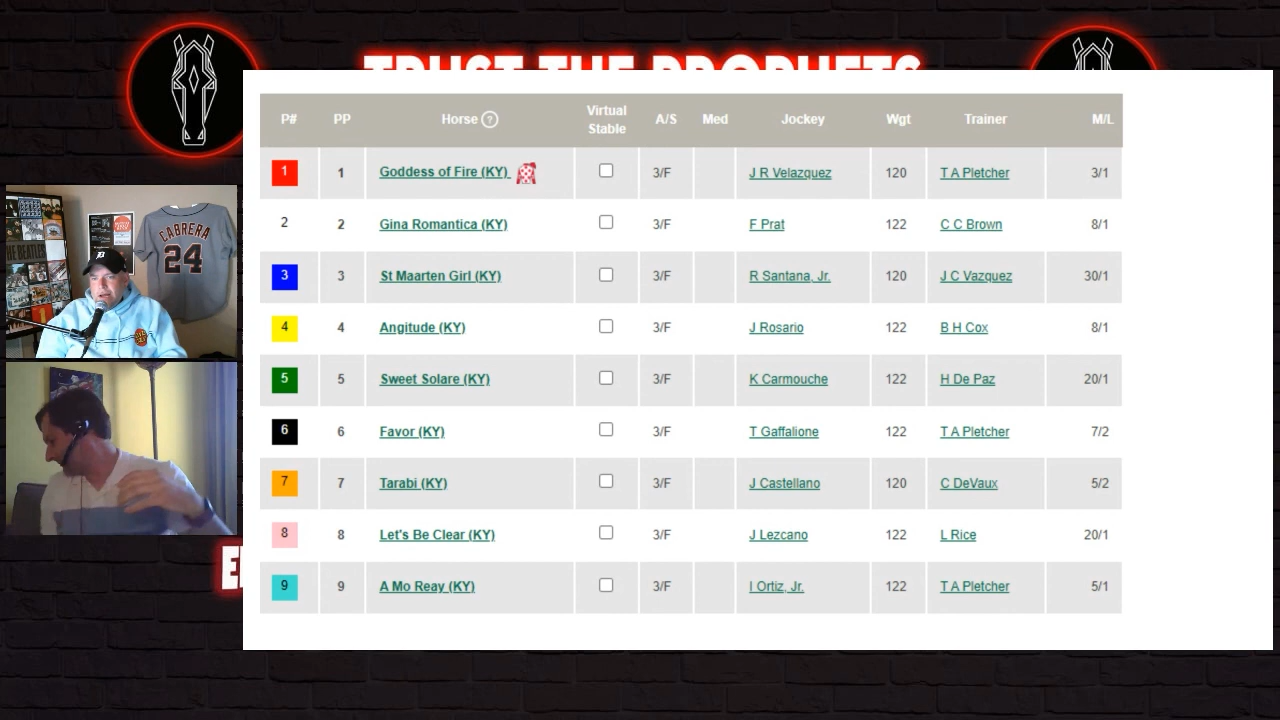 TRUST THE PROPHETS
P# PP Horse ? Virtual Stable A/S Med Jockey Wgt Trainer M/L
1 1 Goddess of Fire (KY) 3/F J R Velazquez 120 T A Pletcher 3/1
2 2 Gina Romantica (KY) 3/F F Prat 122 C C Brown 8/1
3 3 St Maarten Girl (KY) 3/F R Santana, Jr. 120 J C Vazquez 30/1
4 4 Angitude (KY) 3/F J Rosario 122 B H Cox 8/1
5 5 Sweet Solare (KY) 3/F K Carmouche 122 H De Paz 20/1
6 6 Favor (KY) 3/F T Gaffalione 122 T A Pletcher 7/2
7 7 Tarabi (KY) 3/F J Castellano 120 C DeVaux 5/2
8 8 Let's Be Clear (KY) 3/F J Lezcano 122 L Rice 20/1
9 9 A Mo Reay (KY) 3/F I Ortiz, Jr. 122 T A Pletcher 5/1
CABRERA
24
THE BEATLES
E